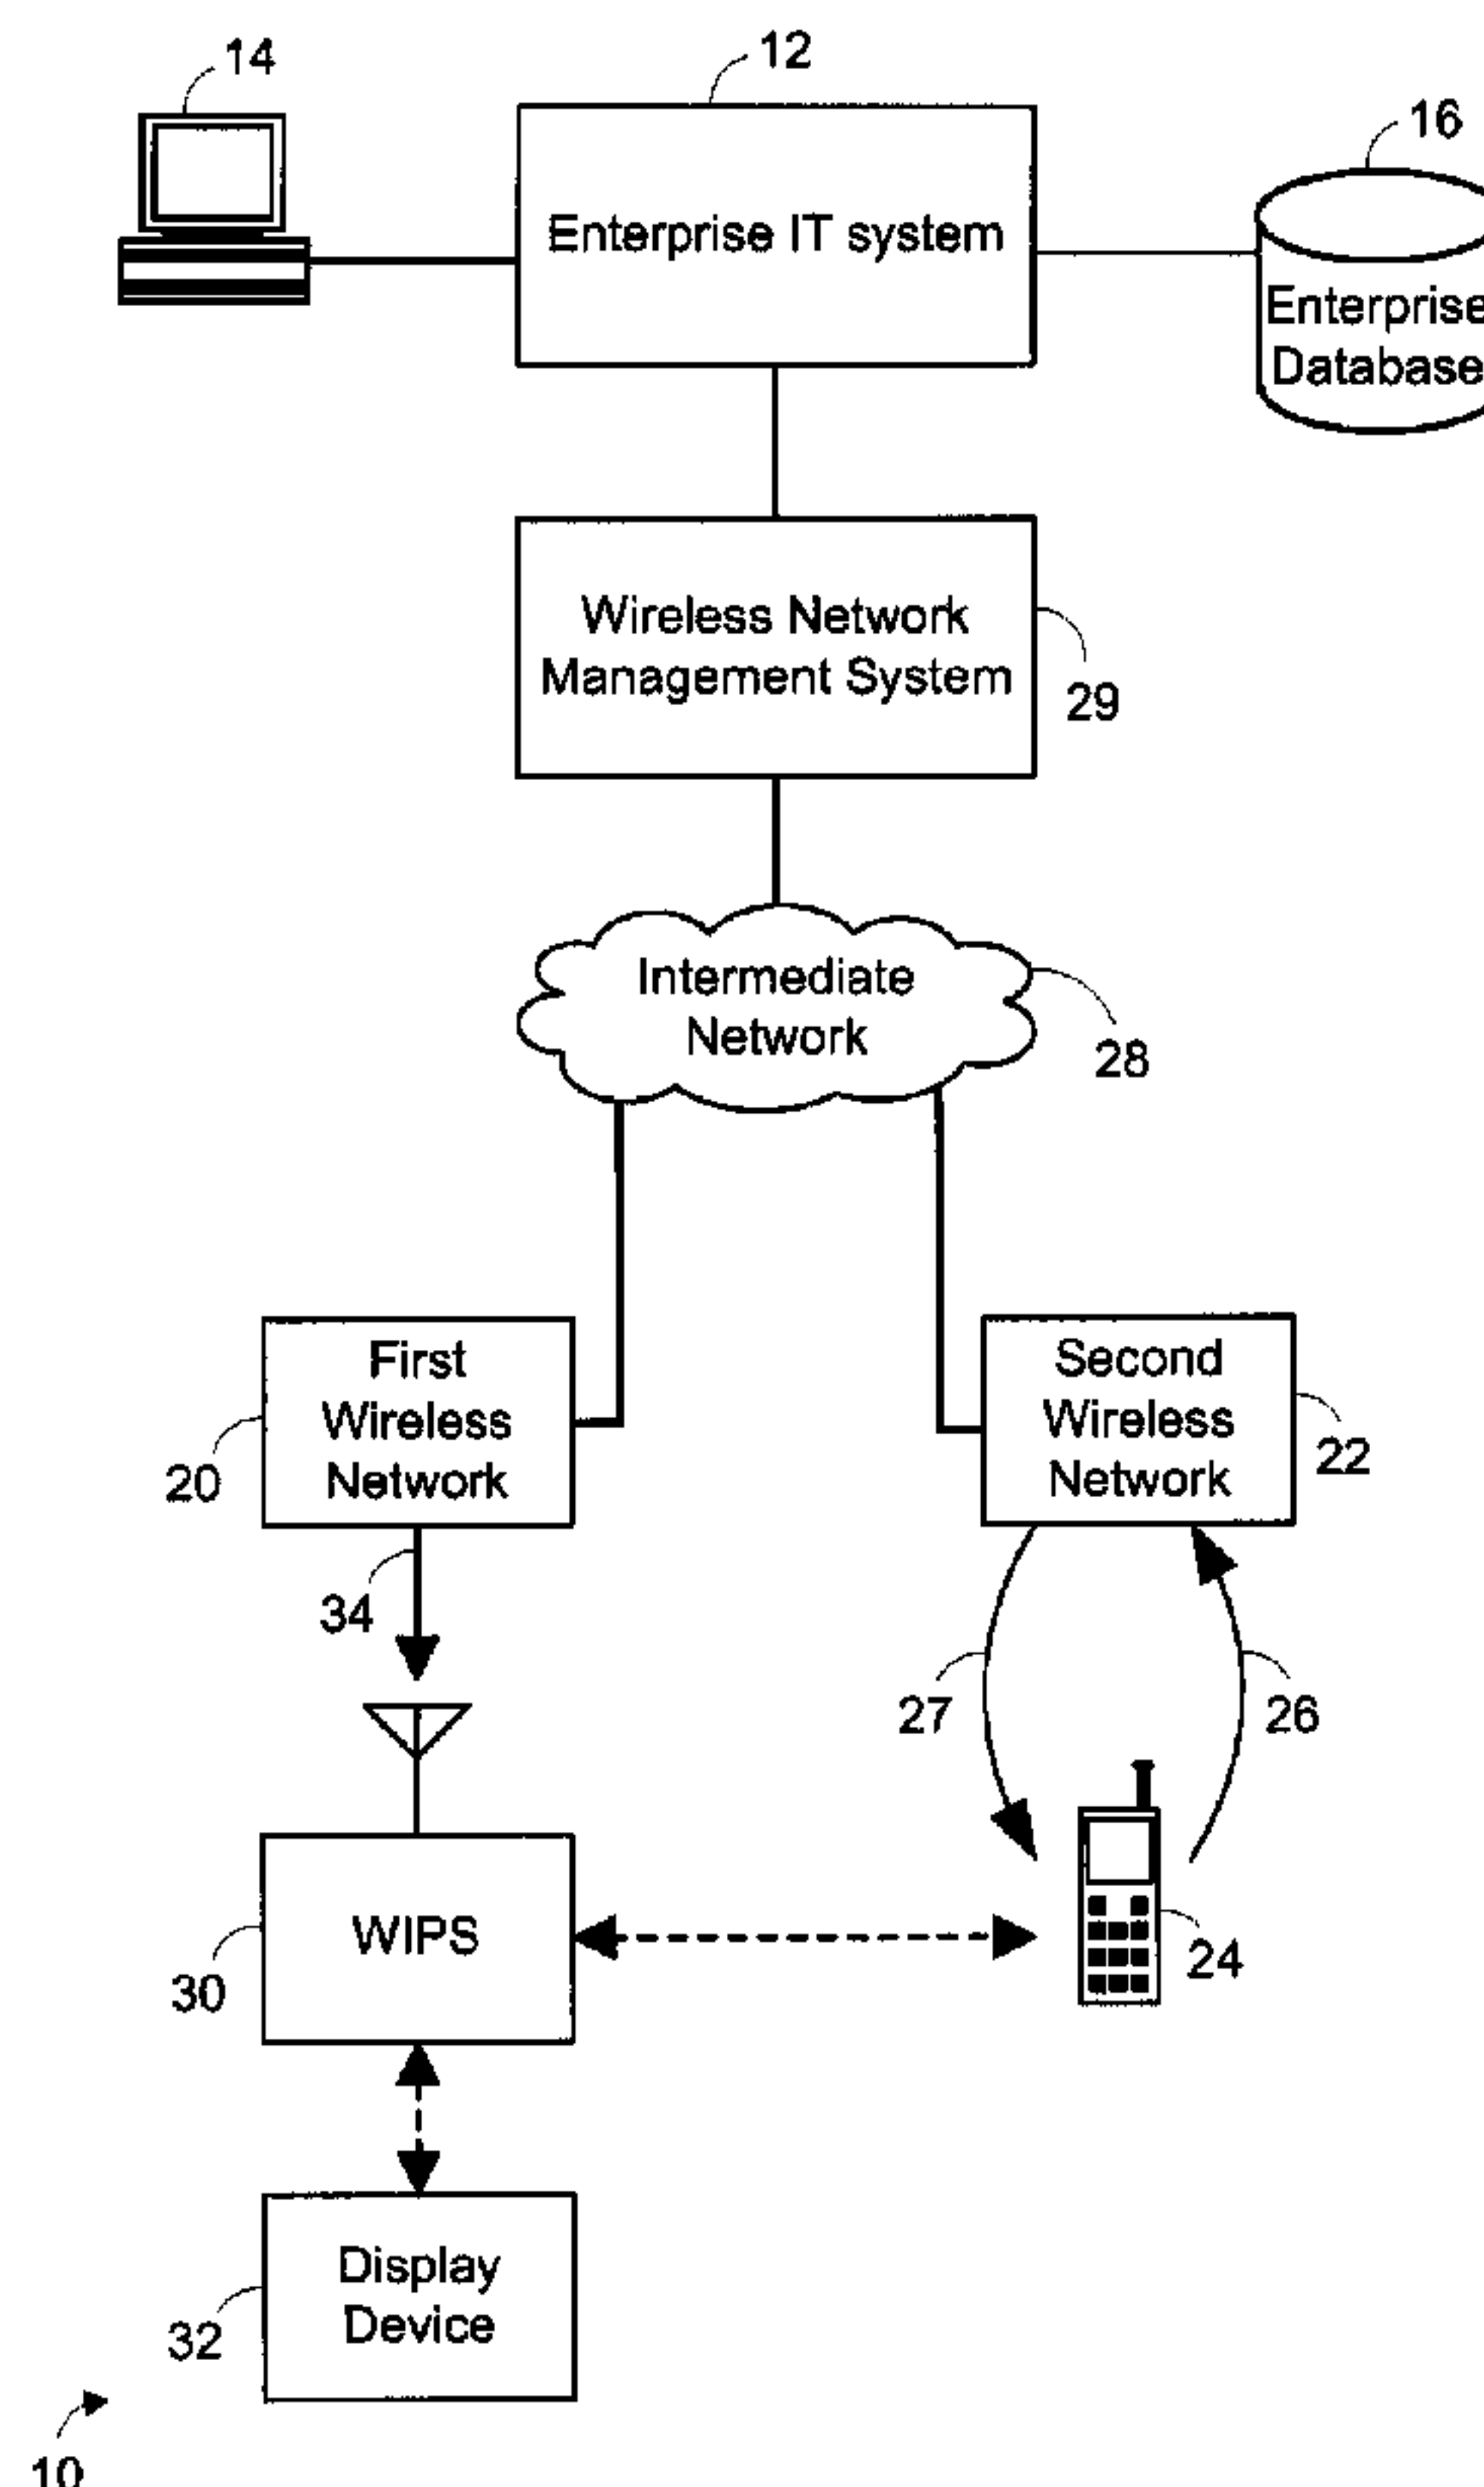 14
12
16
Enterprise IT system
Enterprise
Database
Wireless Network
Management System
29
Intermediate
Network
28
First
Wireless
Network
20
Second
Wireless
Network
22
34
27
26
WIPS
30
24
Display
Device
32
10